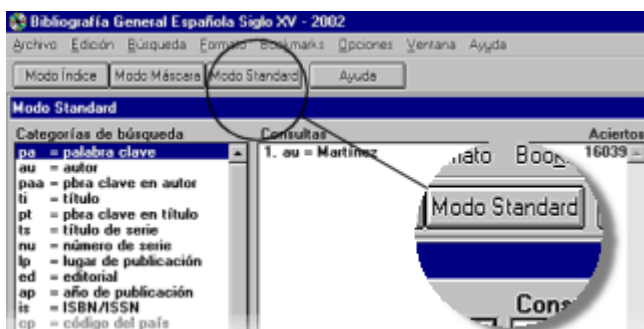 Bibliografía General Española Siglo XV - 2002
Archivo Edición Búsqueda Formato Bookmarks Opciones Ventana Ayuda
Modo Índice Modo Máscara Modo Standard Ayuda
Modo Standard
Categorías de búsqueda Consultas Aciertos
pa = palabra clave 1. au = Martínez 16039
au = autor
paa = pbra clave en autor
ti = título
pt = pbra clave en título
ts = título de serie
nu = número de serie
lp = lugar de publicación
ed = editorial
ap = año de publicación
is = ISBN/ISSN
cp = código del país
mato Book
Modo Standard
Cons